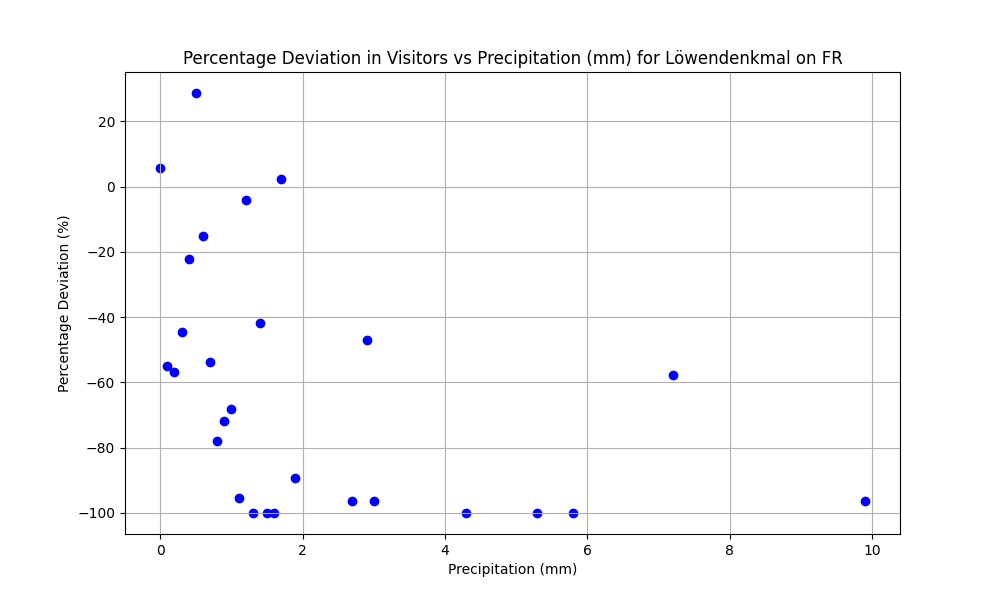 Percentage Deviation in Visitors vs Precipitation (mm) for Löwendenkmal on FR
20
0
−20
−40
−60
−80
−100
Percentage Deviation (%)
0 2 4 6 8 10
Precipitation (mm)